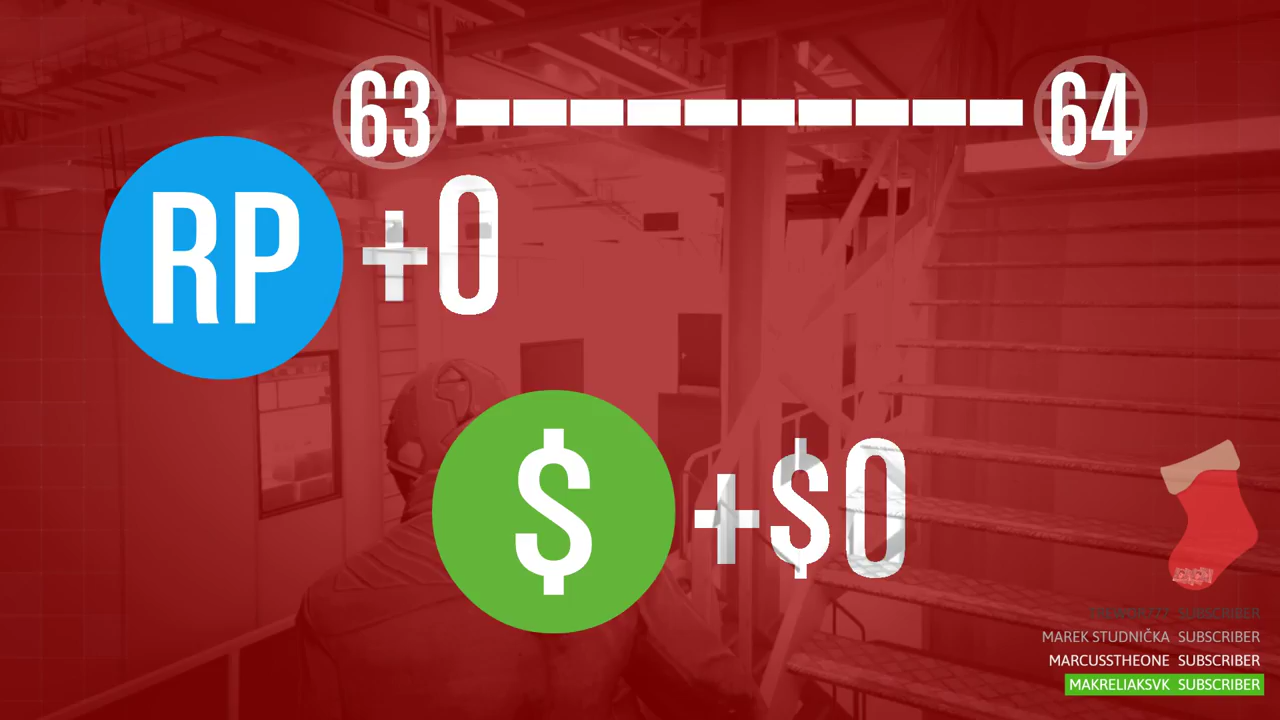 63 64
RP +0
$ +$0
SUBSCRIBER
MAREK STUDNIČKA SUBSCRIBER
MARCUSSTHEONE SUBSCRIBER
MAKRELIAKSVK SUBSCRIBER